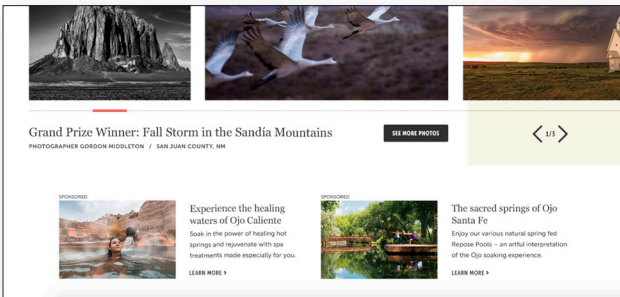 Grand Prize Winner: Fall Storm in the Sandía Mountains
PHOTOGRAPHER GORDON MIDDLETON / SAN JUAN COUNTY, NM
SEE MORE PHOTOS
1/3
SPONSORED
Experience the healing
waters of Ojo Caliente
Soak in the power of healing hot
springs and rejuvenate with spa
treatments made especially for you.
LEARN MORE >
SPONSORED
The sacred springs of Ojo
Santa Fe
Enjoy our various natural spring fed
Repose Pools – an artful interpretation
of the Ojo soaking experience.
LEARN MORE >